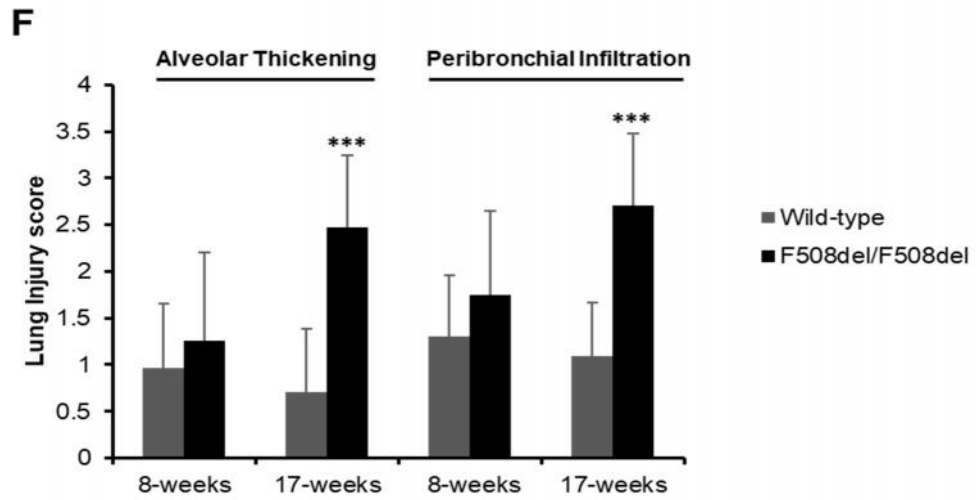 F
Alveolar Thickening Peribronchial Infiltration
4
3.5
3
2.5
2
1.5
1
0.5
0
Lung Injury score
***
***
8-weeks 17-weeks 8-weeks 17-weeks
Wild-type
F508del/F508del